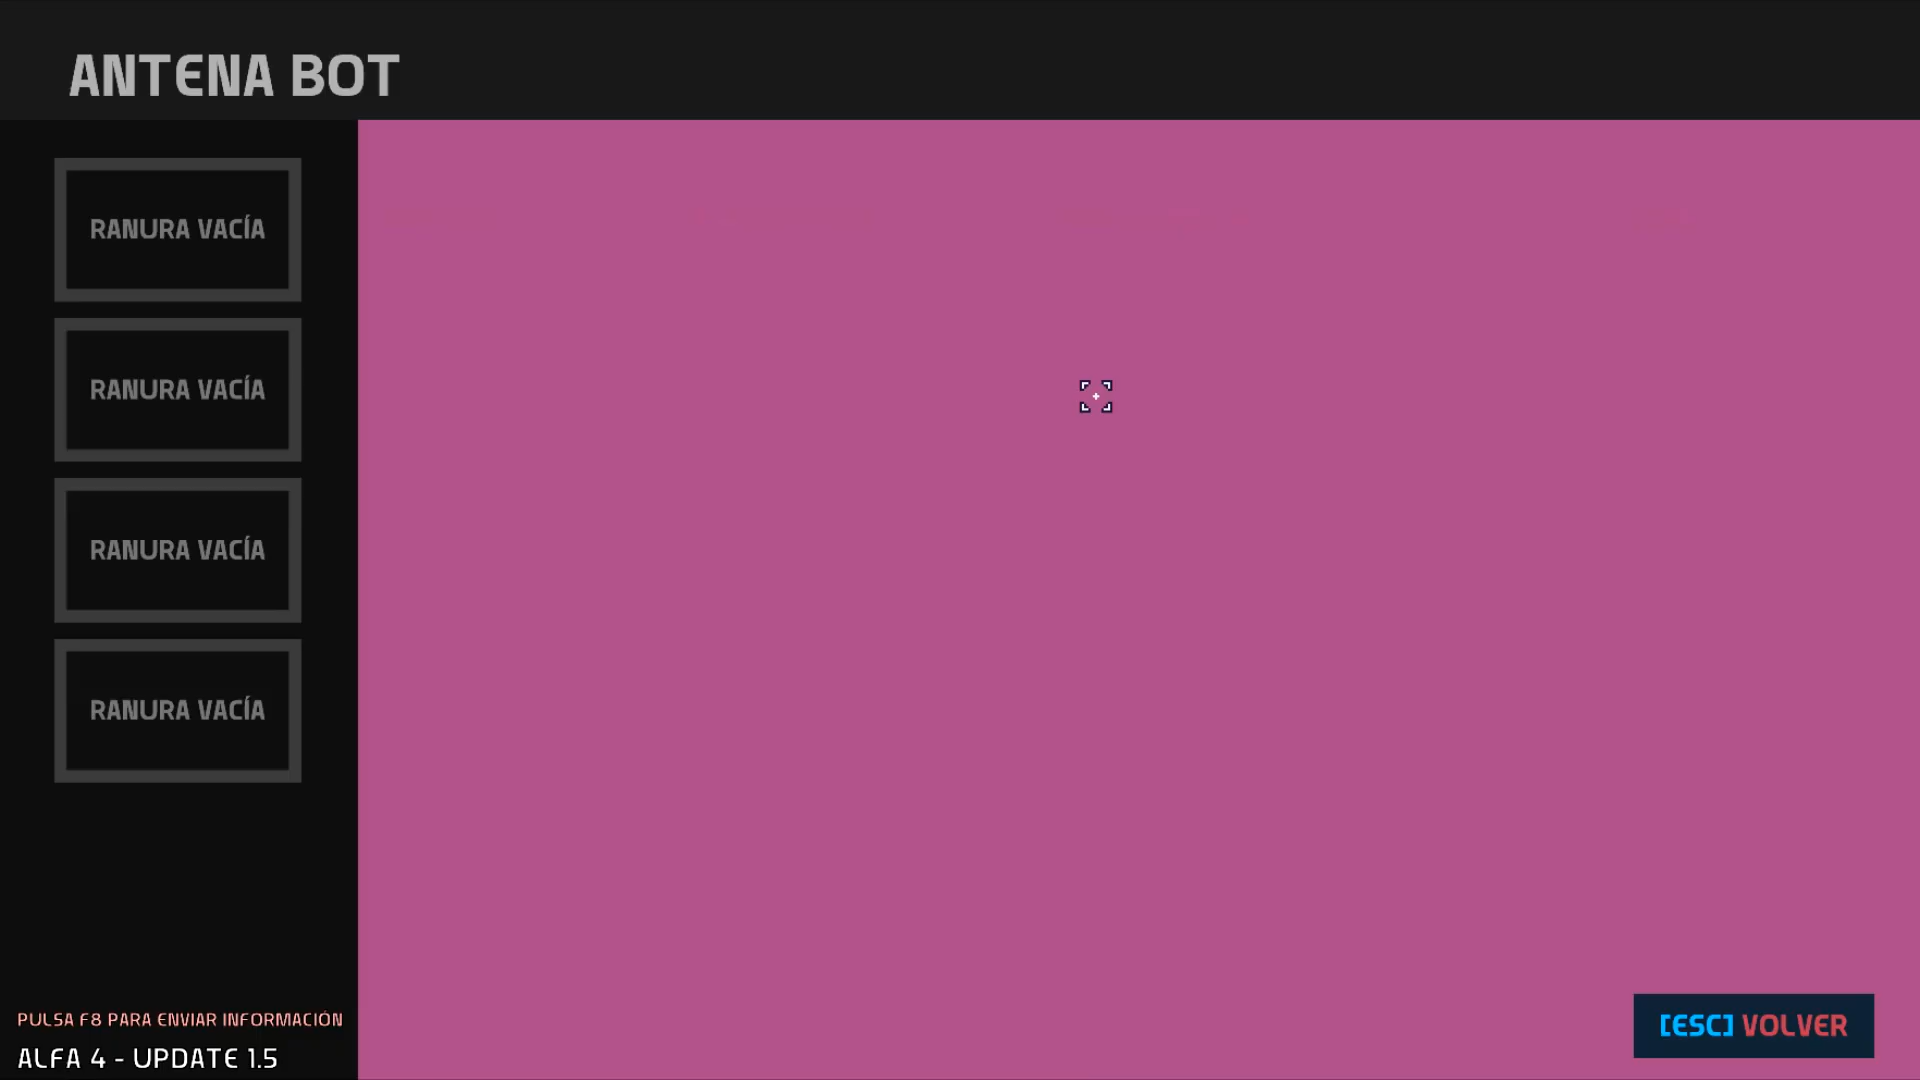 ANTENA BOT
RANURA VACÍA
RANURA VACÍA
RANURA VACÍA
RANURA VACÍA
PULSA F8 PARA ENVIAR INFORMACIÓN
ALFA 4 - UPDATE 1.5
[ESC] VOLVER